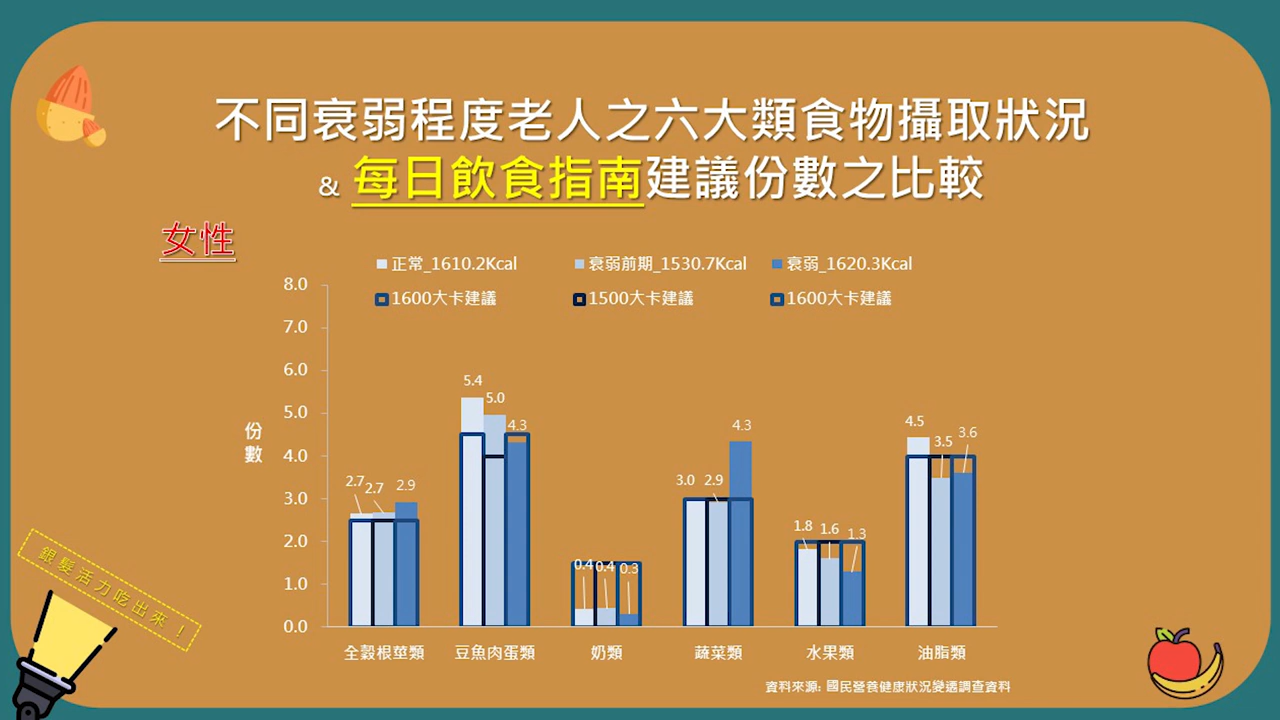 不同衰弱程度老人之六大類食物攝取狀況
& 每日飲食指南建議份數之比較
女性
正常_1610.2Kcal 衰弱前期_1530.7Kcal 衰弱_1620.3Kcal
1600大卡建議 1500大卡建議 1600大卡建議
8.0
7.0
6.0
5.0
4.0
3.0
2.0
1.0
0.0
份數
2.7 2.7 2.9
5.4 5.0 4.3
0.4 0.4 0.3
3.0 2.9 4.3
1.8 1.6 1.3
4.5 3.5 3.6
全穀根莖類 豆魚肉蛋類 奶類 蔬菜類 水果類 油脂類
資料來源: 國民營養健康狀況變遷調查資料
銀髮活力吃出來！